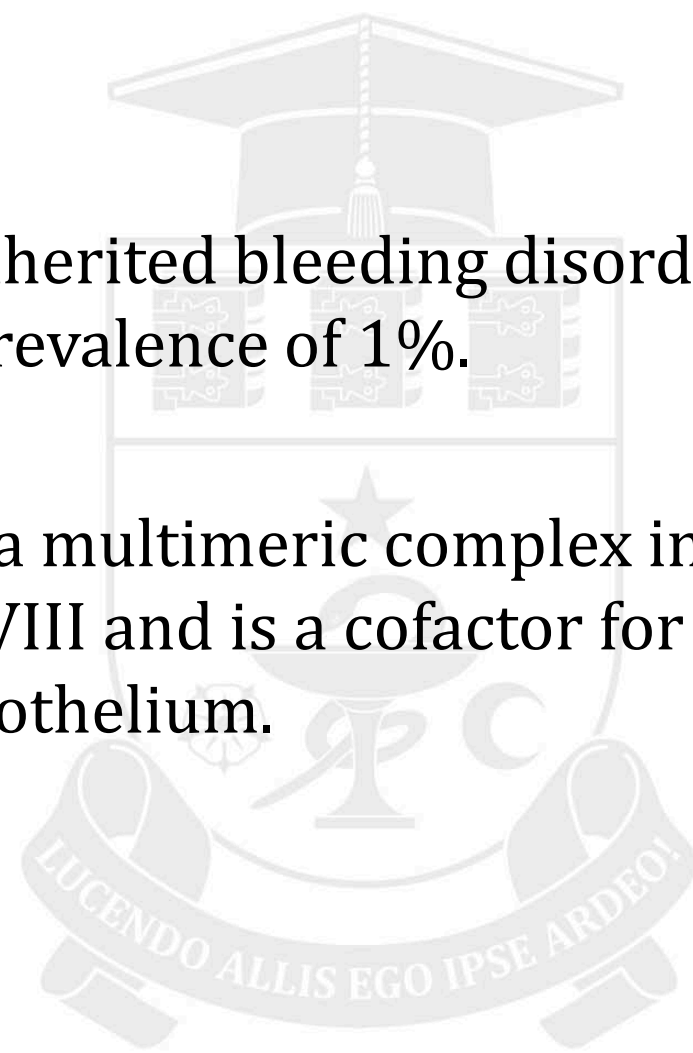 herited bleeding disord
revalence of 1%.
a multimeric complex in
VIII and is a cofactor for
othelium.
LUCENDO ALLIS EGO IPSE ARDEO!